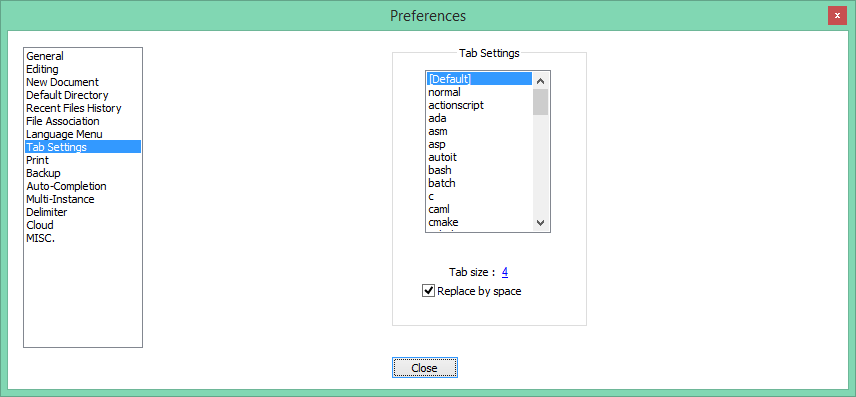 Preferences
x
General
Editing
New Document
Default Directory
Recent Files History
File Association
Language Menu
Tab Settings
Print
Backup
Auto-Completion
Multi-Instance
Delimiter
Cloud
MISC.
Tab Settings
[Default]
normal
actionscript
ada
asm
asp
autoit
bash
batch
c
caml
cmake
Tab size : 4
Replace by space
Close